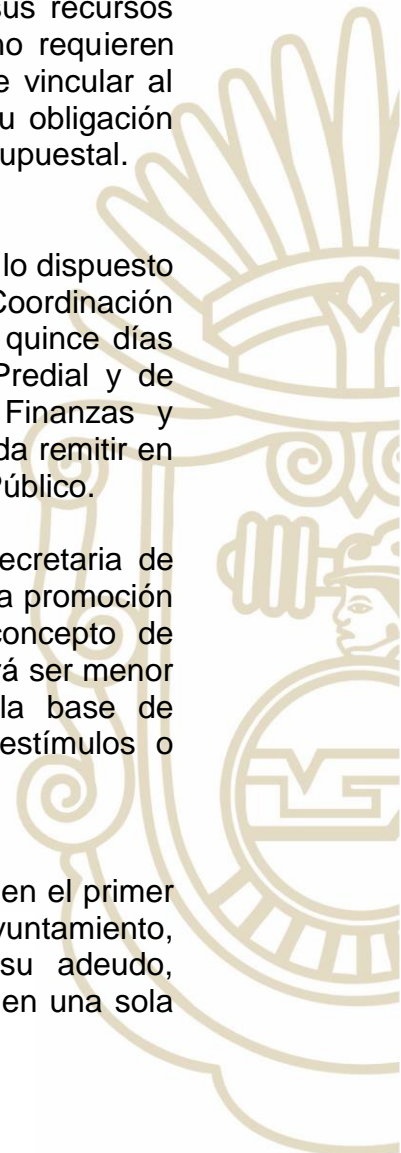 sus recursos
no requieren
e vincular al
u obligación
supuestal.
lo dispuesto
Coordinación
quince días
Predial y de
Finanzas y
da remitir en
Público.
ecretaria de
a promoción
concepto de
rá ser menor
la base de
estímulos o
en el primer
yuntamiento,
su adeudo,
en una sola